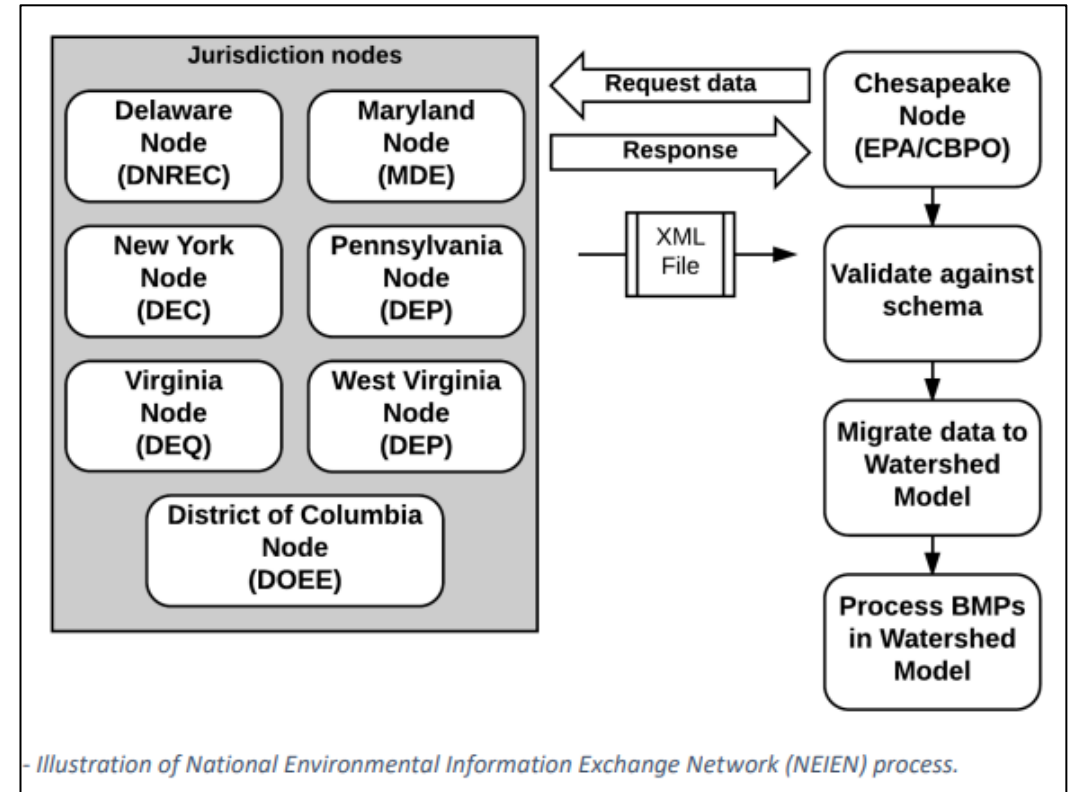 Jurisdiction nodes
Delaware
Node
(DNREC)
Maryland
Node
(MDE)
New York
Node
(DEC)
Pennsylvania
Node
(DEP)
Virginia
Node
(DEQ)
West Virginia
Node
(DEP)
District of Columbia
Node
(DOEE)
Request data
Response
XML
File
Chesapeake
Node
(EPA/CBPO)
Validate against
schema
Migrate data to
Watershed
Model
Process BMPs
in Watershed
Model
- Illustration of National Environmental Information Exchange Network (NEIEN) process.